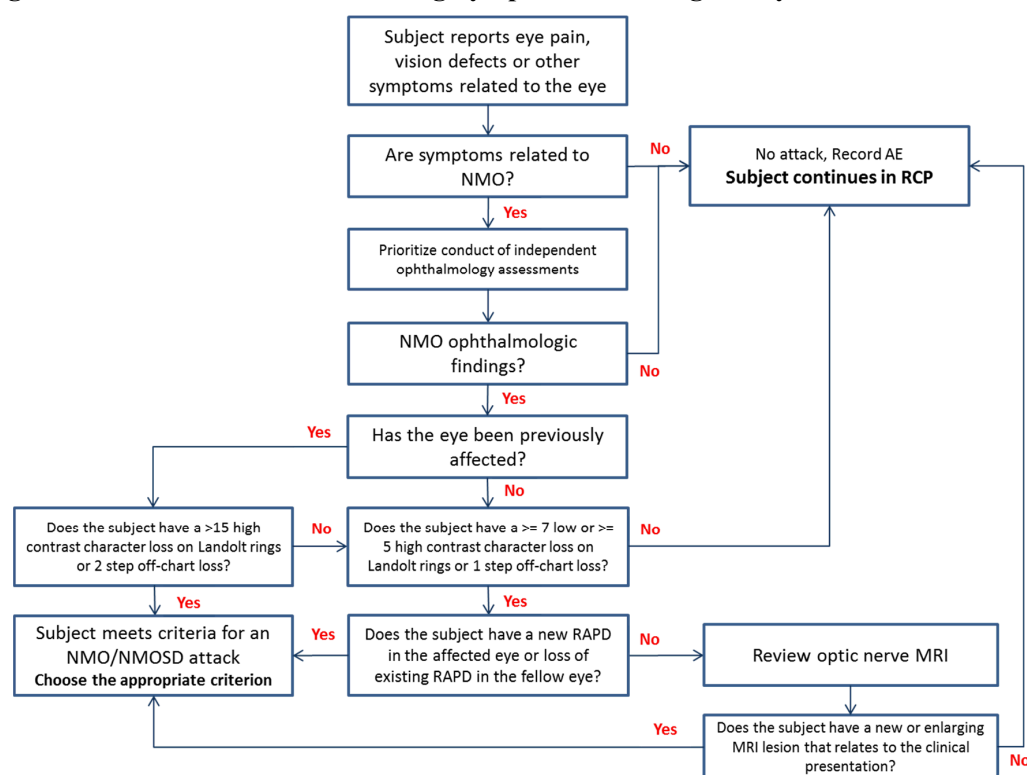 Subject reports eye pain,
vision defects or other
symptoms related to the eye
Are symptoms related to
NMO?
No
No attack, Record AE
Subject continues in RCP
Yes
Prioritize conduct of independent
ophthalmology assessments
NMO ophthalmologic
findings?
No
Yes
Yes
Has the eye been previously
affected?
No
Does the subject have a >15 high
contrast character loss on Landolt rings
or 2 step off-chart loss?
No
Does the subject have a >= 7 low or >=
5 high contrast character loss on
Landolt rings or 1 step off-chart loss?
No
Yes
Yes
Subject meets criteria for an
NMO/NMOSD attack
Choose the appropriate criterion
Yes
Does the subject have a new RAPD
in the affected eye or loss of
existing RAPD in the fellow eye?
No
Review optic nerve MRI
Yes
Does the subject have a new or enlarging
MRI lesion that relates to the clinical
presentation?
No